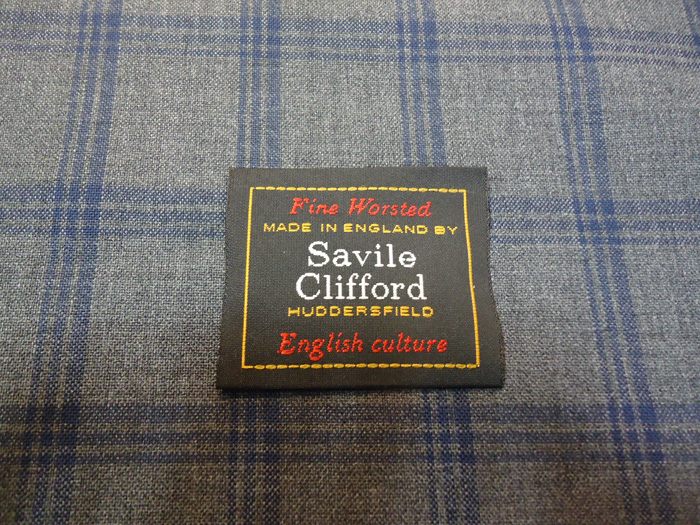 Fine Worsted
MADE IN ENGLAND BY
Savile
Clifford
HUDDERSFIELD
English culture